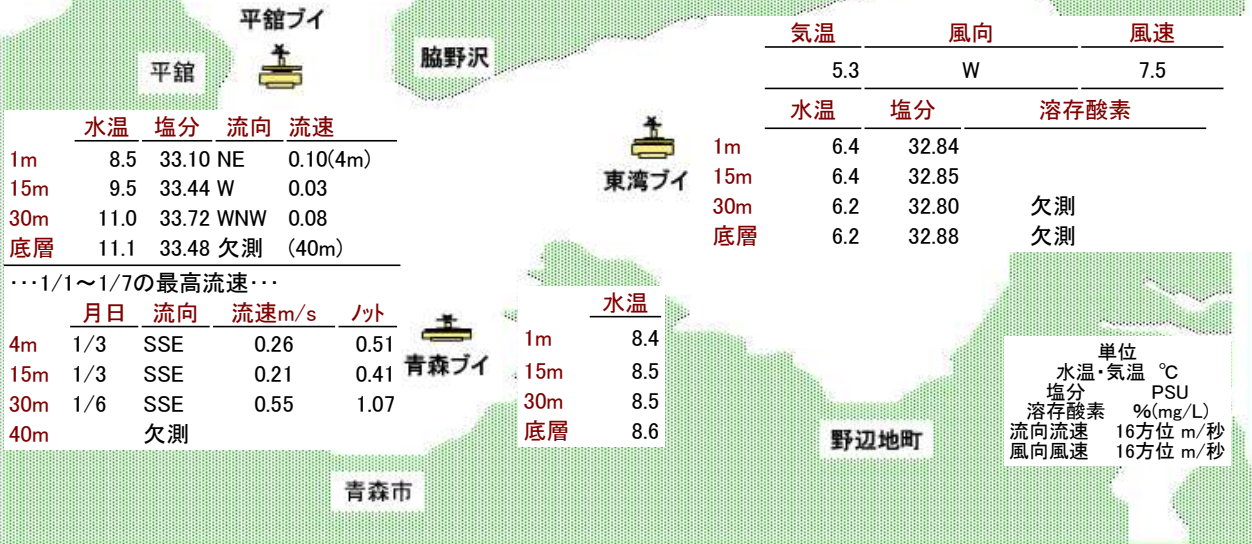 平舘ブイ
平舘
脇野沢
水温 塩分 流向 流速
1m 8.5 33.10 NE 0.10(4m)
15m 9.5 33.44 W 0.03
30m 11.0 33.72 WNW 0.08
底層 11.1 33.48 欠測 (40m)
･･･1/1～1/7の最高流速･･･
月日 流向 流速m/s ﾉｯﾄ
4m 1/3 SSE 0.26 0.51
15m 1/3 SSE 0.21 0.41
30m 1/6 SSE 0.55 1.07
40m 欠測
気温 風向 風速
5.3 W 7.5
水温 塩分 溶存酸素
1m 6.4 32.84
15m 6.4 32.85
30m 6.2 32.80 欠測
底層 6.2 32.88 欠測
東湾ブイ
青森ブイ
水温
1m 8.4
15m 8.5
30m 8.5
底層 8.6
単位
水温・気温 ℃
塩分 PSU
溶存酸素 %(mg/L)
流向流速 16方位 m/秒
風向風速 16方位 m/秒
野辺地町
青森市